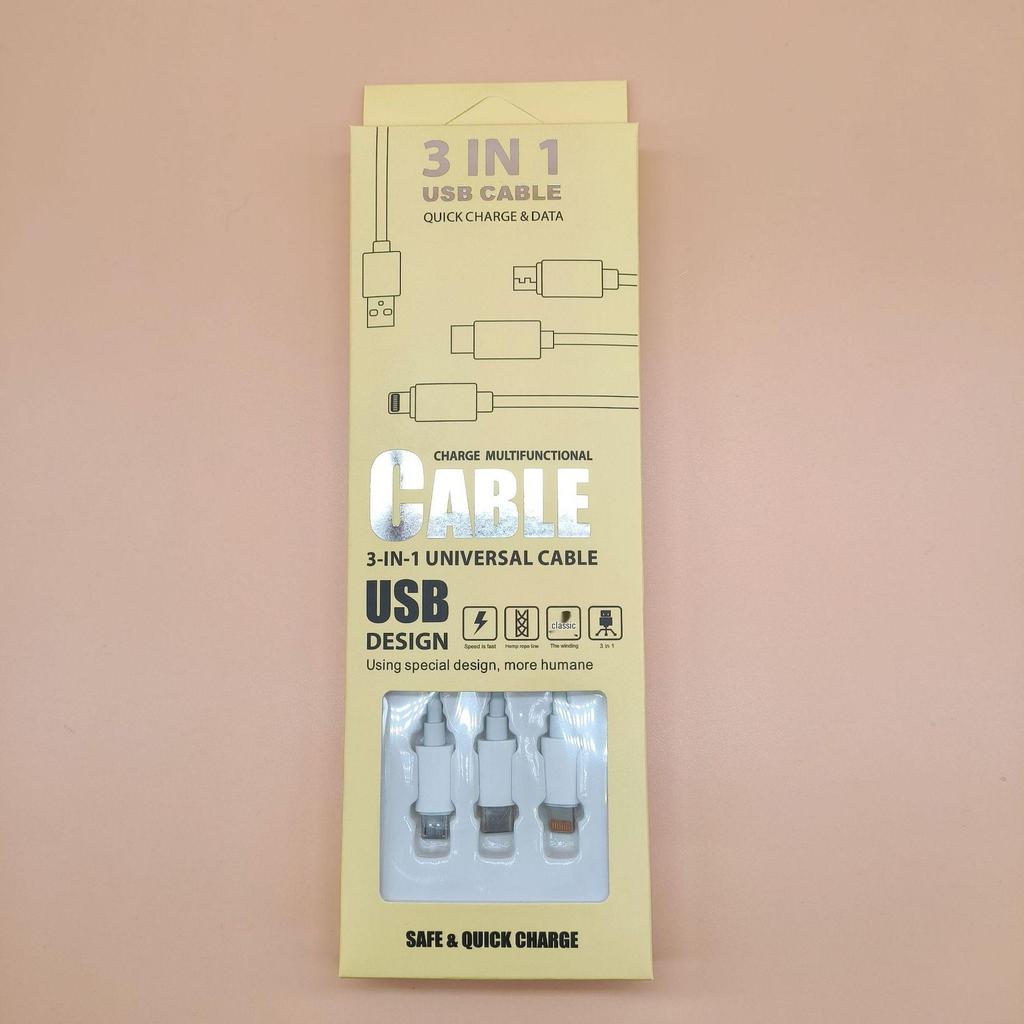 3 IN 1
USB CABLE
QUICK CHARGE & DATA
CHARGE MULTIFUNCTIONAL
CABLE
3-IN-1 UNIVERSAL CABLE
USB
DESIGN
classic
Speed is fast
Hemp rope line
The winding
3 in 1
Using special design, more humane
SAFE & QUICK CHARGE